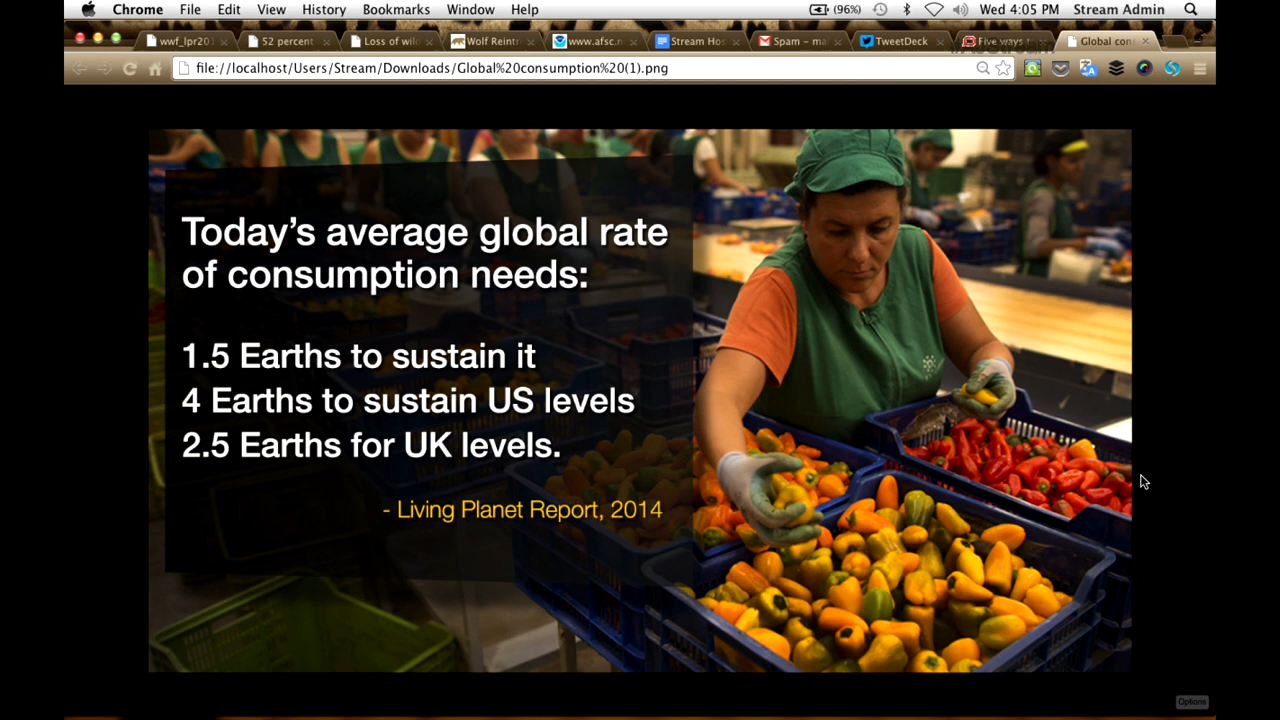 Chrome File Edit View History Bookmarks Window Help (96%) Wed 4:05 PM Stream Admin
wwf_lpr201 52 percent Loss of wild Wolf Reintr www.afsc.n Stream Hos Spam – ma TweetDeck Five ways t Global con
file://localhost/Users/Stream/Downloads/Global%20consumption%20(1).png
Today's average global rate
of consumption needs:
1.5 Earths to sustain it
4 Earths to sustain US levels
2.5 Earths for UK levels.
- Living Planet Report, 2014
Options